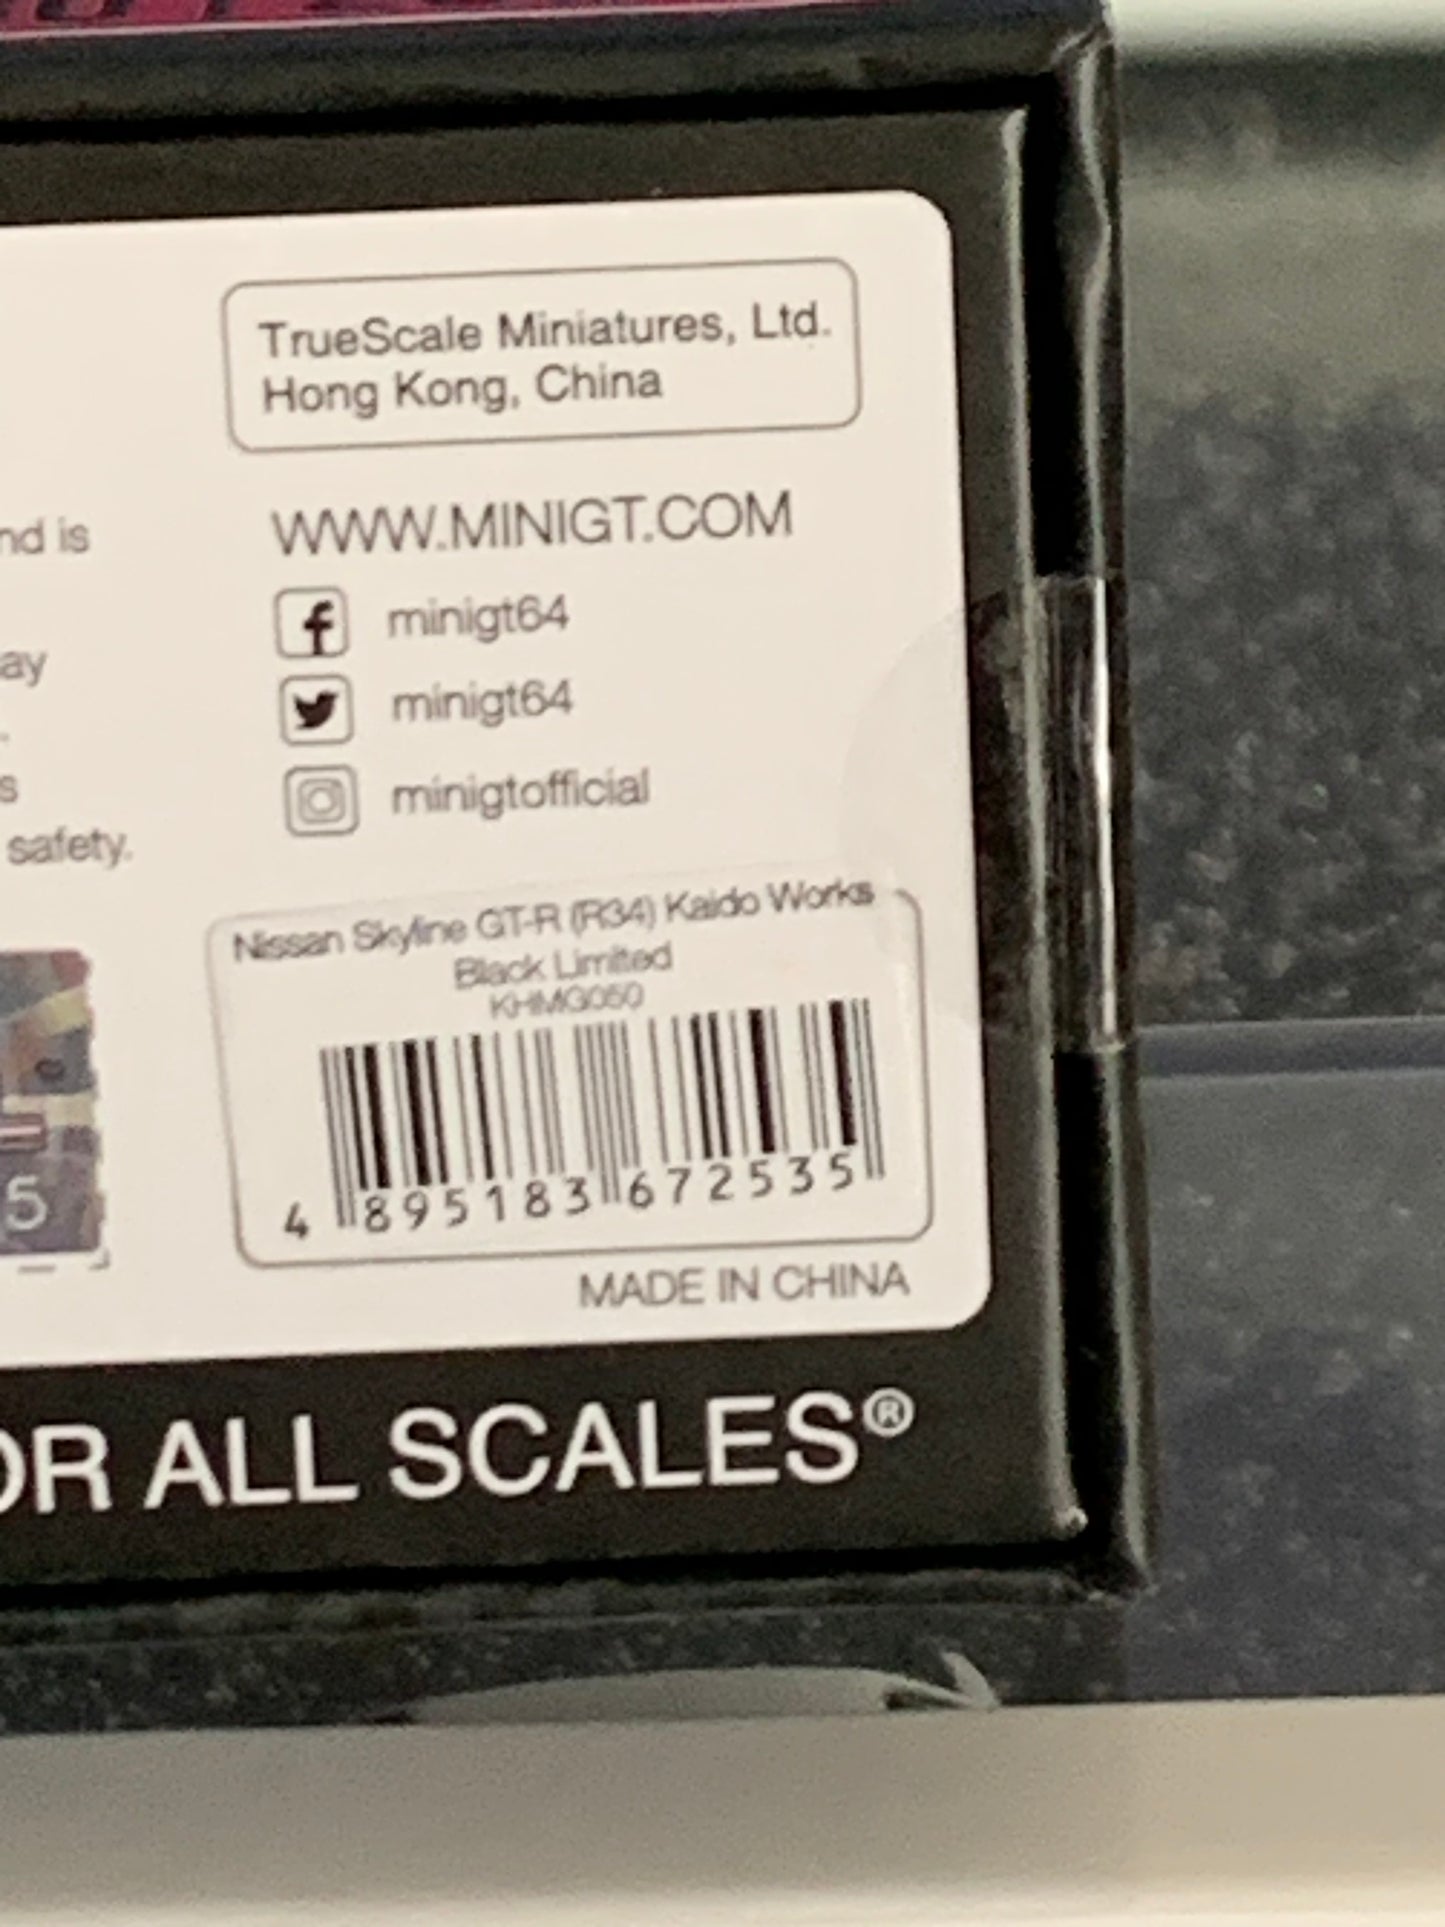 TrueScale Miniatures, Ltd.
Hong Kong, China
WWW.MINIGT.COM
nd is
minigt64
ay
minigt64
s
minigtofficial
safety.
Nissan Skyline GT-R (R34) Kaido Works
Black Limited
KHMG050
4 895183 672535
5
MADE IN CHINA
OR ALL SCALES®